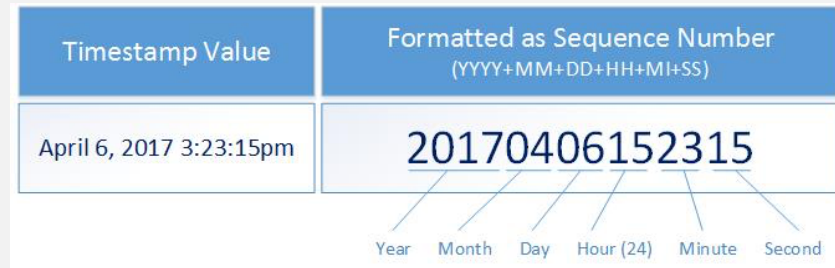 Timestamp Value
Formatted as Sequence Number
(YYYY+MM+DD+HH+MI+SS)
April 6, 2017 3:23:15pm
20170406152315
Year Month Day Hour (24) Minute Second